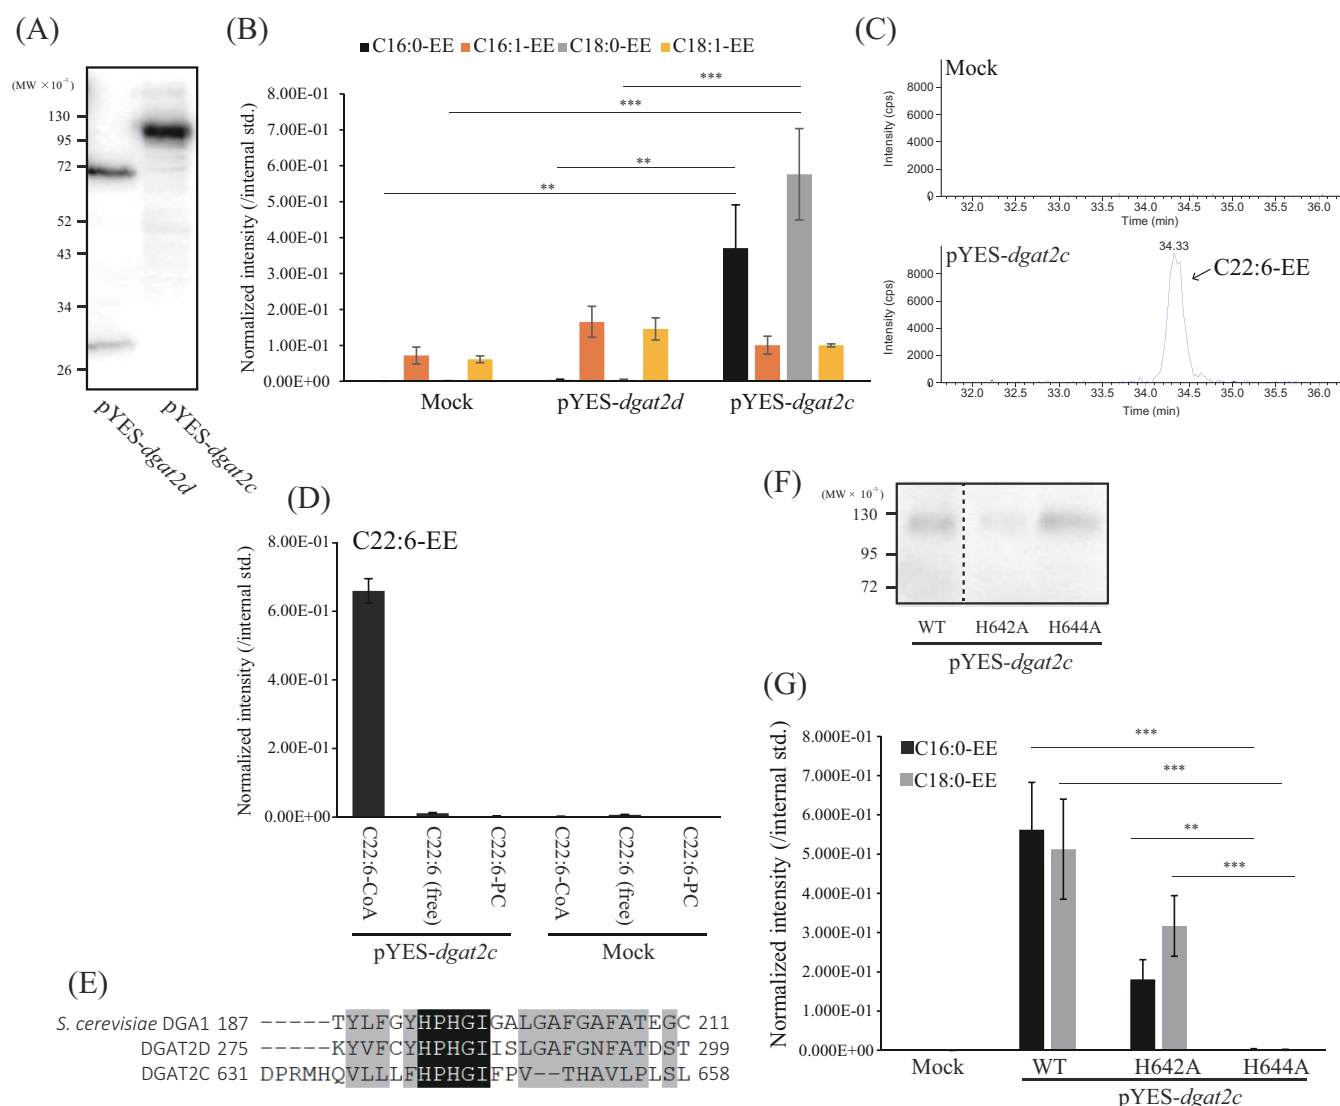 (A)
(MW ×10⁻³)
130
95
72
52
43
34
26
pYES-dgat2d
pYES-dgat2c
(B)
C16:0-EE C16:1-EE C18:0-EE C18:1-EE
Normalized intensity (/internal std.)
8.00E-01
7.00E-01
6.00E-01
5.00E-01
4.00E-01
3.00E-01
2.00E-01
1.00E-01
0.00E+00
***
***
**
**
Mock pYES-dgat2d pYES-dgat2c
(C)
Mock
Intensity (cps)
8000
6000
4000
2000
0
32.0 32.5 33.0 33.5 34.0 34.5 35.0 35.5 36.0
Time (min)
pYES-dgat2c
34.33
C22:6-EE
Intensity (cps)
8000
6000
4000
2000
0
32.0 32.5 33.0 33.5 34.0 34.5 35.0 35.5 36.0
Time (min)
(D)
C22:6-EE
Normalized intensity (/internal std.)
8.00E-01
6.00E-01
4.00E-01
2.00E-01
0.00E+00
C22:6-CoA
C22:6 (free)
C22:6-PC
C22:6-CoA
C22:6 (free)
C22:6-PC
pYES-dgat2c Mock
(E)
S. cerevisiae DGA1 187 -----TYLFGYHPHGIGALGAFGAFATEGC 211
DGAT2D 275 -----KYVFCYHPHGIISLGAFGNFATDST 299
DGAT2C 631 DPRMHQVLLLFHPHGIFPV--THAVLPLSL 658
(F)
(MW × 10⁻³)
130
95
72
WT H642A H644A
pYES-dgat2c
(G)
C16:0-EE
C18:0-EE
Normalized intensity (/internal std.)
8.000E-01
7.000E-01
6.000E-01
5.000E-01
4.000E-01
3.000E-01
2.000E-01
1.000E-01
0.000E+00
***
***
**
***
Mock WT H642A H644A
pYES-dgat2c